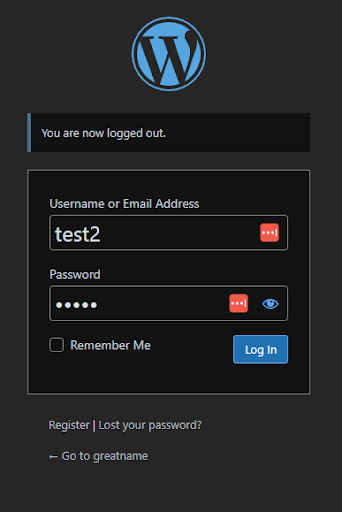 You are now logged out.
Username or Email Address
test2
Password
•••••
Remember Me
Log In
Register | Lost your password?
← Go to greatname